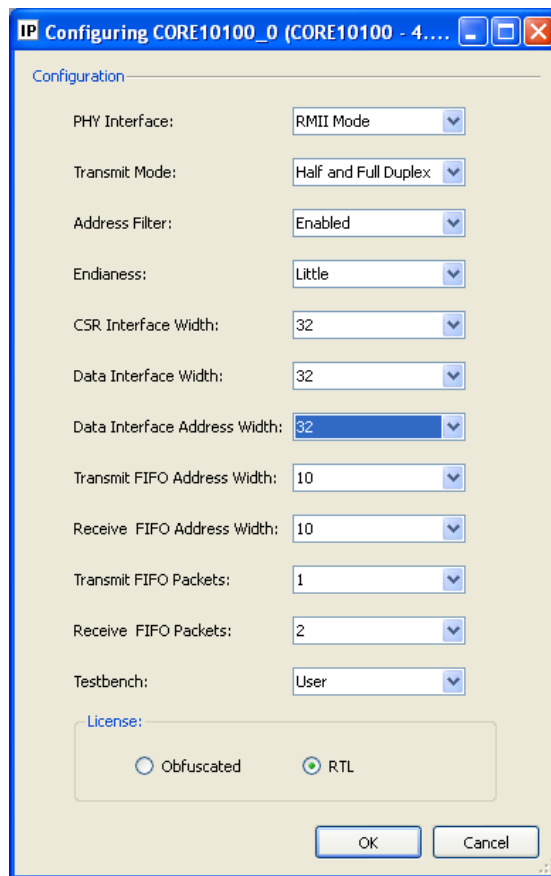 IP Configuring CORE10100_0 (CORE10100 - 4....
Configuration
PHY Interface: RMII Mode
Transmit Mode: Half and Full Duplex
Address Filter: Enabled
Endianess: Little
CSR Interface Width: 32
Data Interface Width: 32
Data Interface Address Width: 32
Transmit FIFO Address Width: 10
Receive FIFO Address Width: 10
Transmit FIFO Packets: 1
Receive FIFO Packets: 2
Testbench: User
License:
Obfuscated RTL
OK Cancel